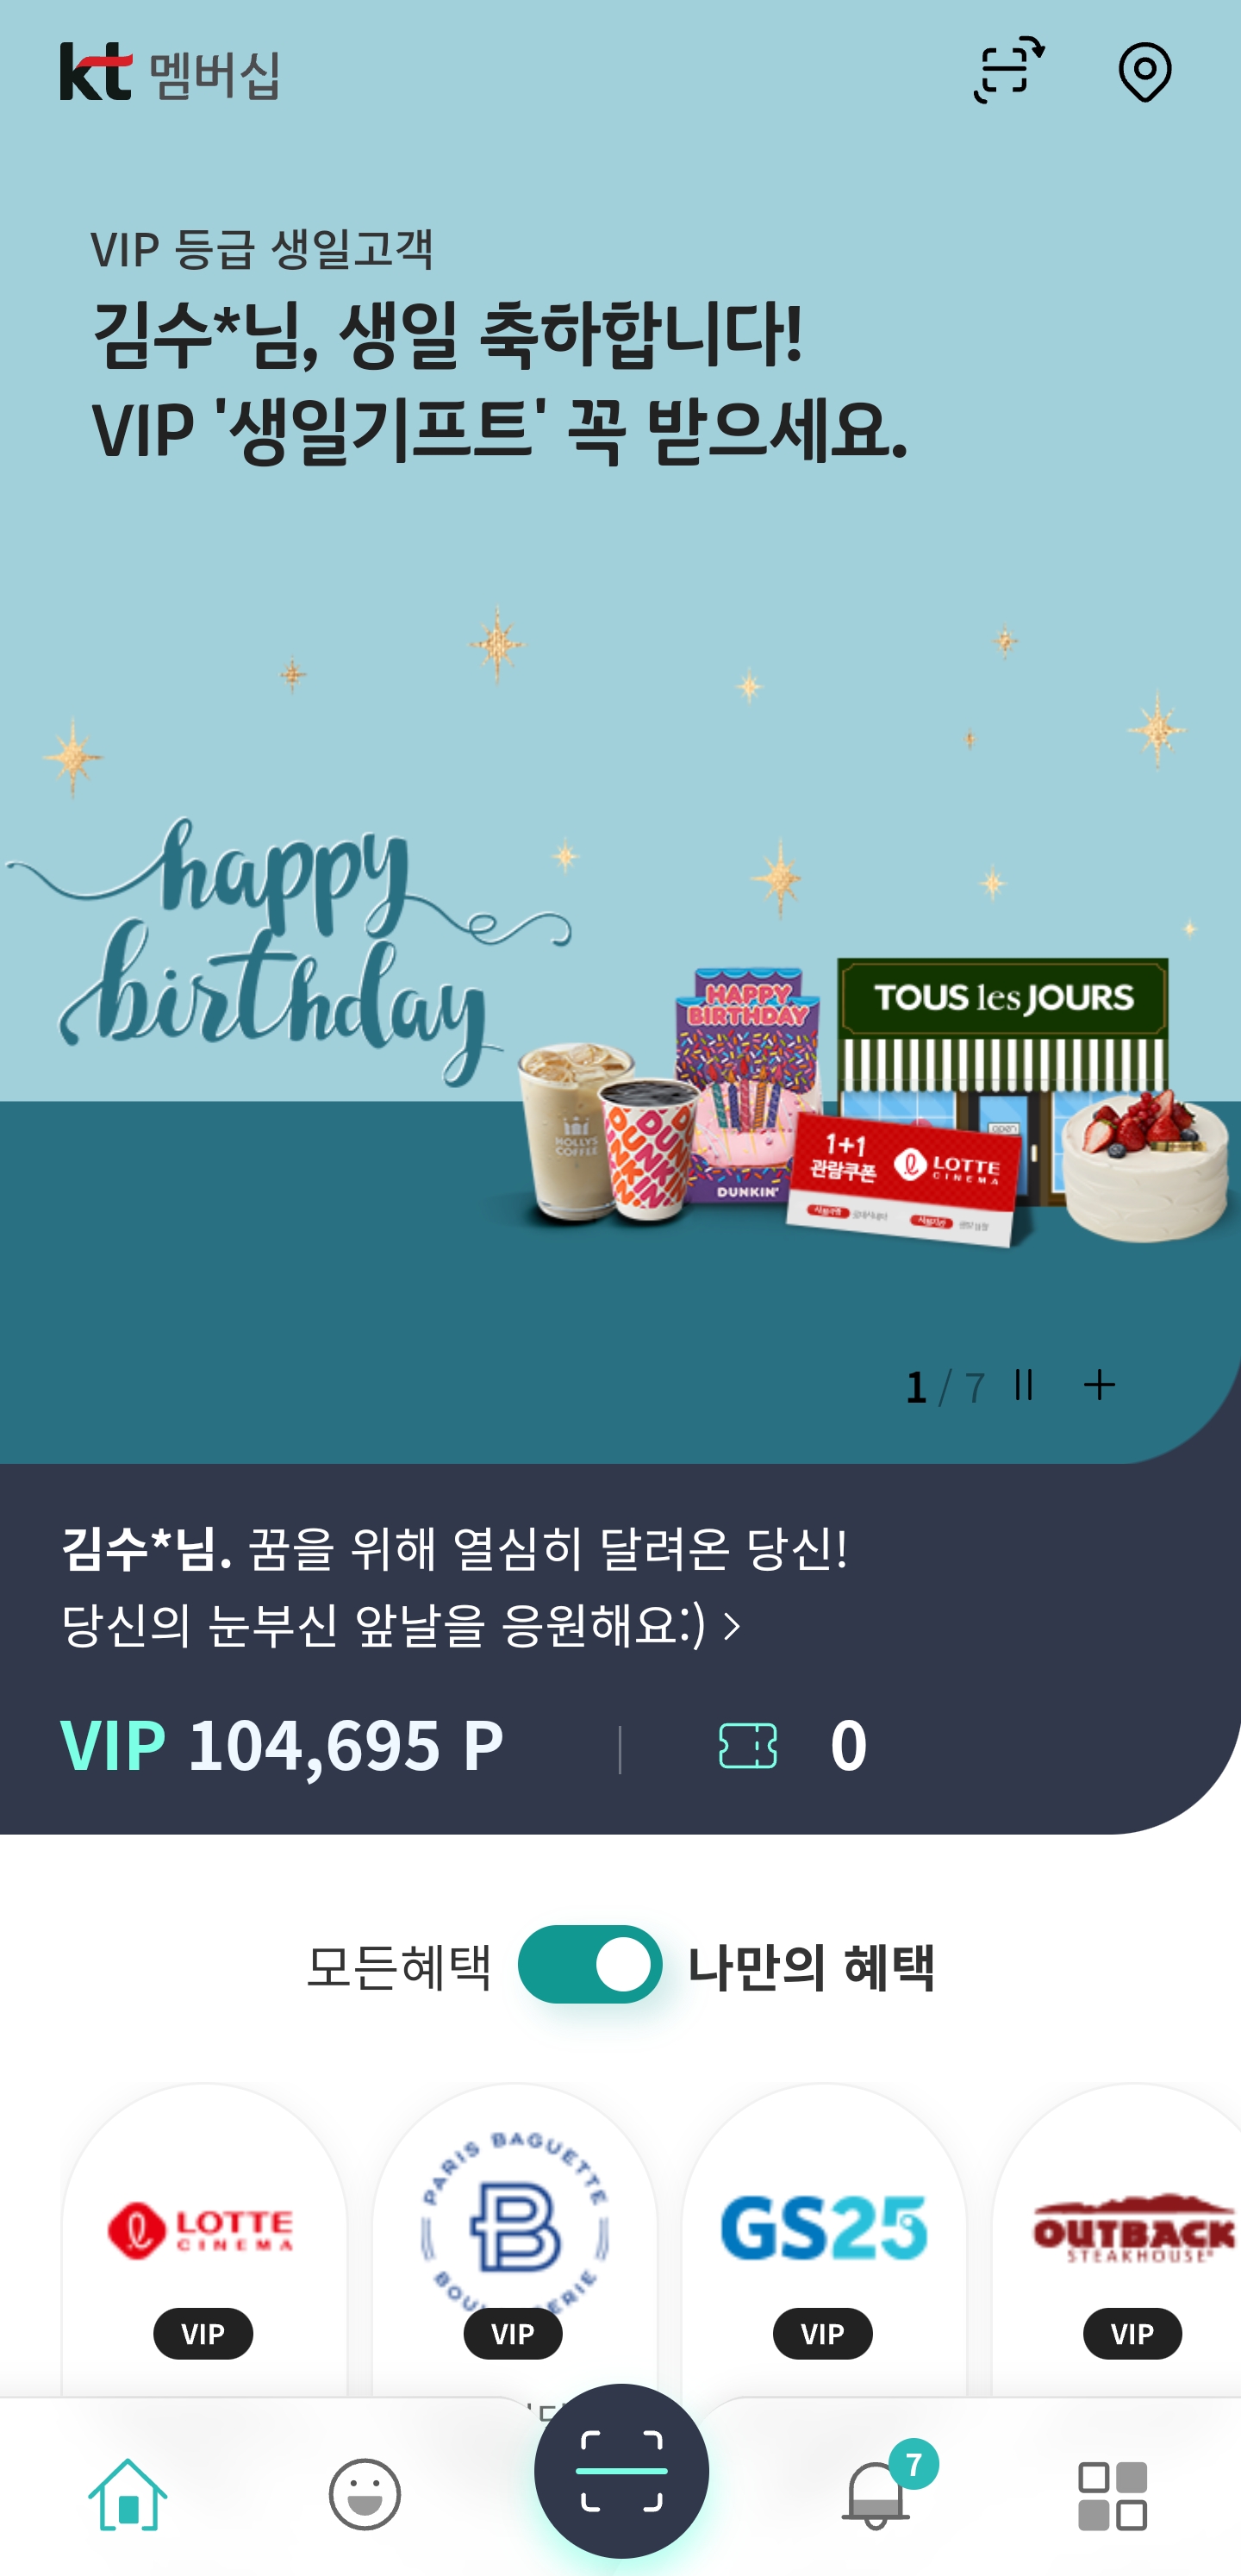 kt 멤버십
VIP 등급 생일고객
김수*님, 생일 축하합니다!
VIP '생일기프트' 꼭 받으세요.
happy
birthday
HAPPY
BIRTHDAY
TOUS les JOURS
open
HOLLYS
COFFEE
DUNKIN'
DUNKIN'
1+1
관람쿠폰
LOTTE
CINEMA
1 / 7
김수*님. 꿈을 위해 열심히 달려온 당신!
당신의 눈부신 앞날을 응원해요:) >
VIP 104,695 P
0
모든혜택
나만의 혜택
LOTTE
CINEMA
VIP
PARIS BAGUETTE
B
VIP
GS25
VIP
OUTBACK
STEAKHOUSE
VIP
7